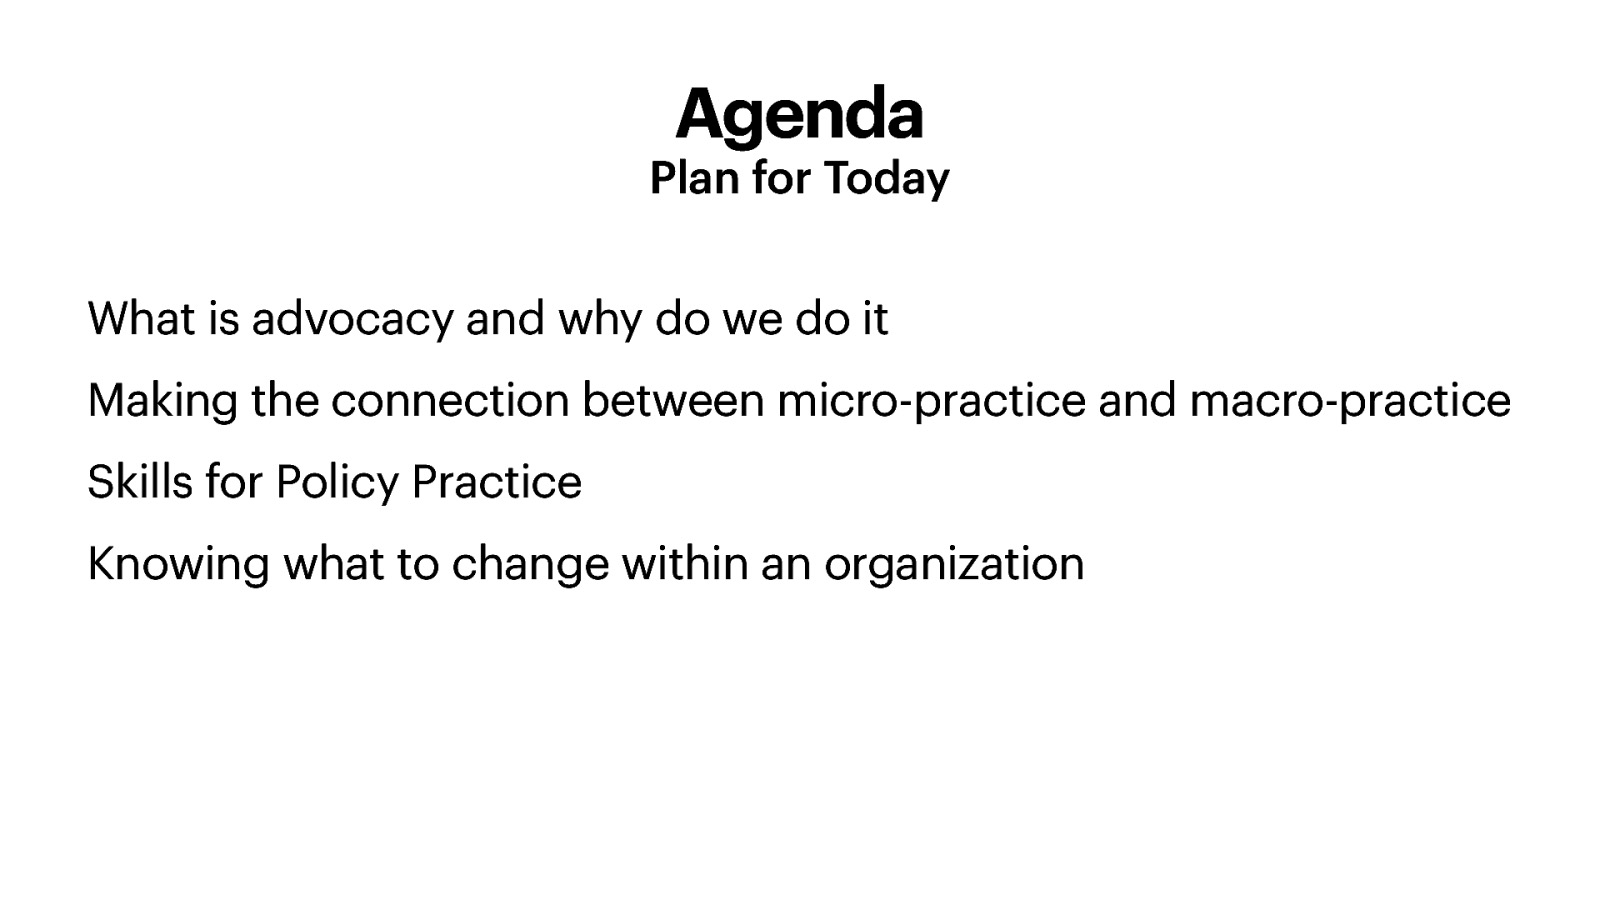 Agenda
Plan for Today
What is advocacy and why do we do it
Making the connection between micro-practice and macro-practice
Skills for Policy Practice
Knowing what to change within an organization